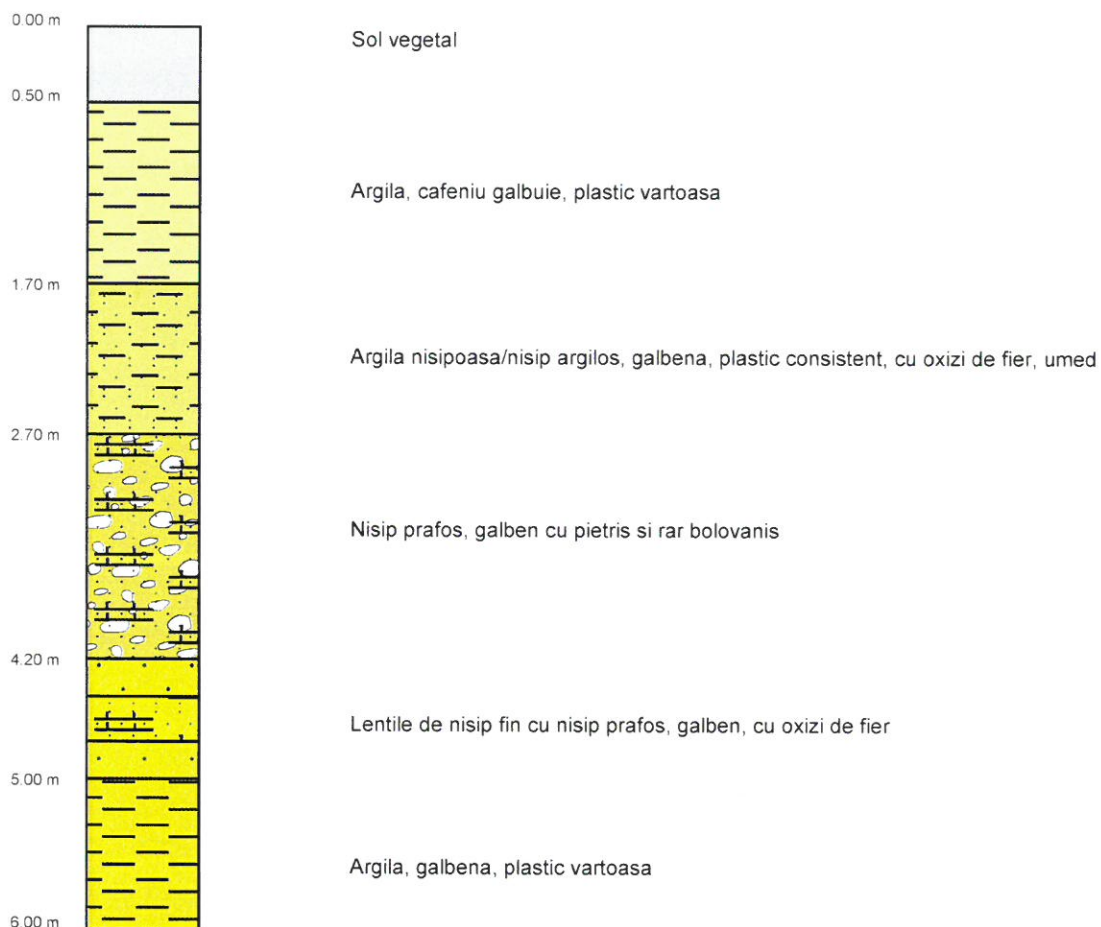 0.00 m
Sol vegetal
0.50 m
Argila, cafeniu galbuie, plastic vartoasa
1.70 m
Argila nisipoasa/nisip argilos, galbena, plastic consistent, cu oxizi de fier, umed
2.70 m
Nisip prafos, galben cu pietris si rar bolovanis
4.20 m
Lentile de nisip fin cu nisip prafos, galben, cu oxizi de fier
5.00 m
Argila, galbena, plastic vartoasa
6.00 m